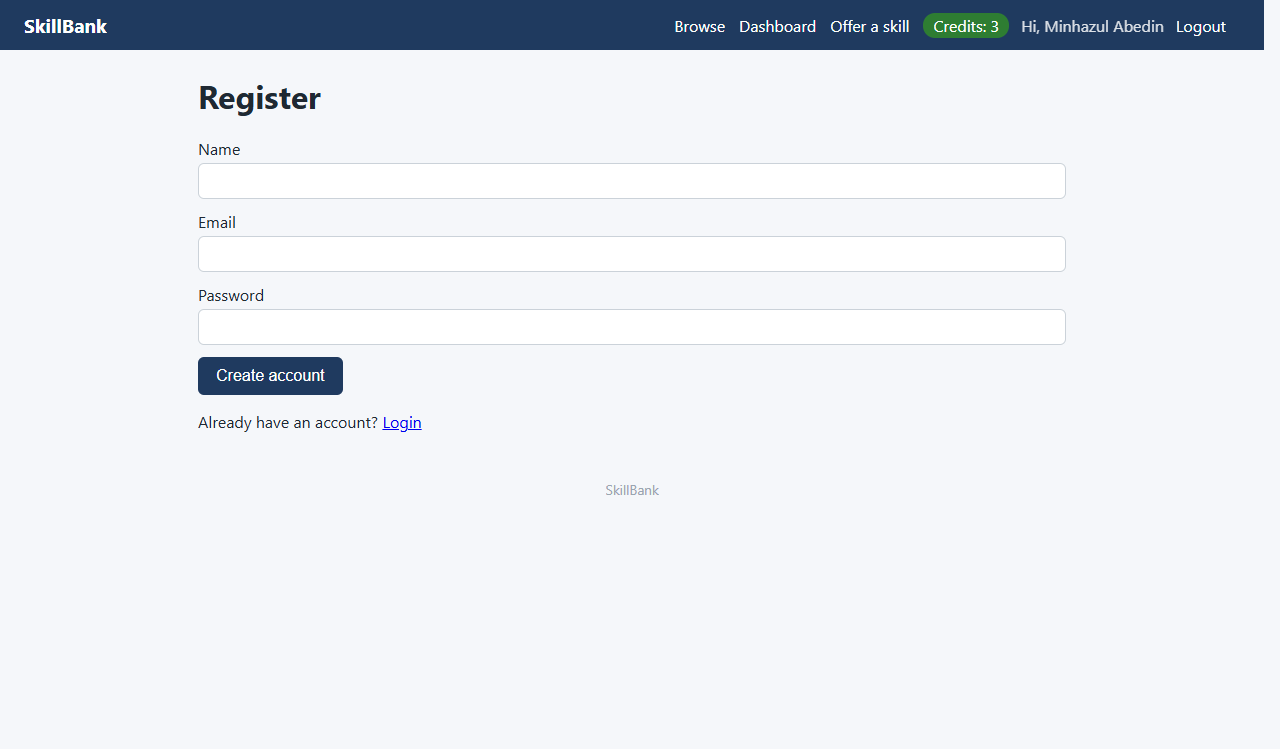 SkillBank Browse Dashboard Offer a skill Credits: 3 Hi, Minhazul Abedin Logout
Register
Name
Email
Password
Create account
Already have an account? Login
SkillBank